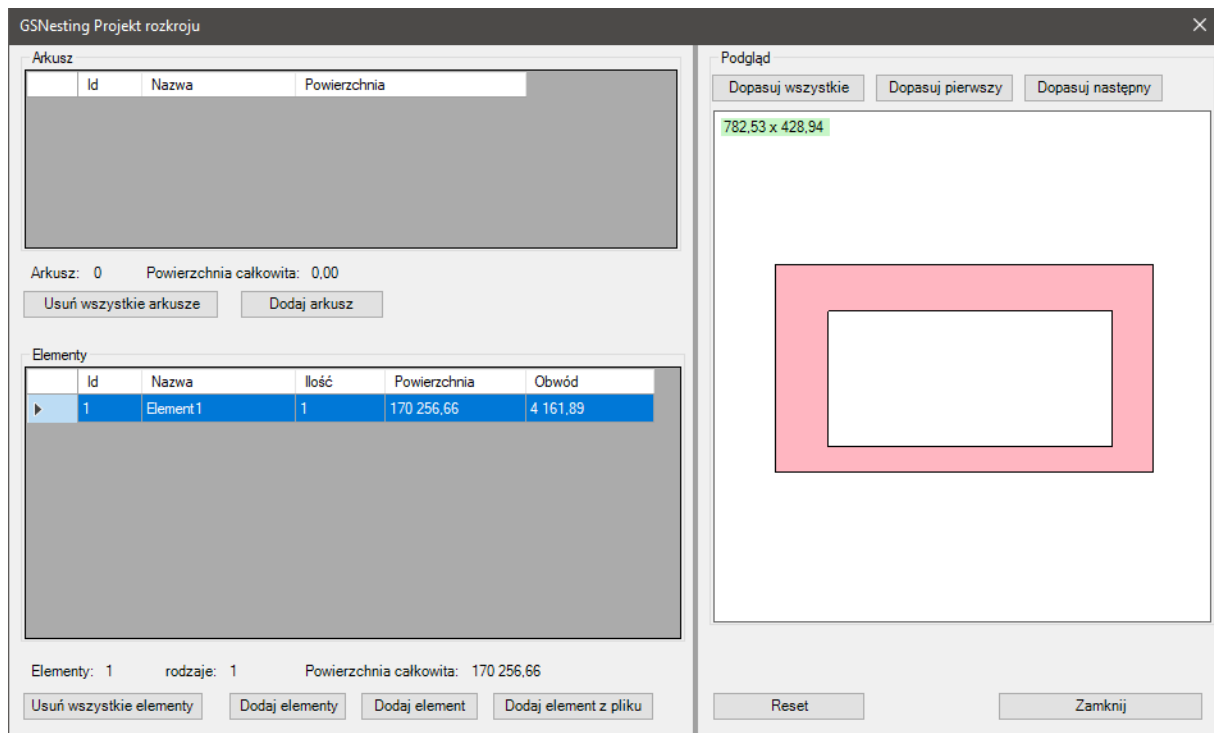 GSNesting Projekt rozkroju
Arkusz
Id Nazwa Powierzchnia
Arkusz: 0 Powierzchnia całkowita: 0,00
Usuń wszystkie arkusze Dodaj arkusz
Elementy
Id Nazwa Ilość Powierzchnia Obwód
1 Element1 1 170 256,66 4 161,89
Elementy: 1 rodzaje: 1 Powierzchnia całkowita: 170 256,66
Usuń wszystkie elementy Dodaj elementy Dodaj element Dodaj element z pliku
Podgląd
Dopasuj wszystkie Dopasuj pierwszy Dopasuj następny
782,53 x 428,94
Reset Zamknij